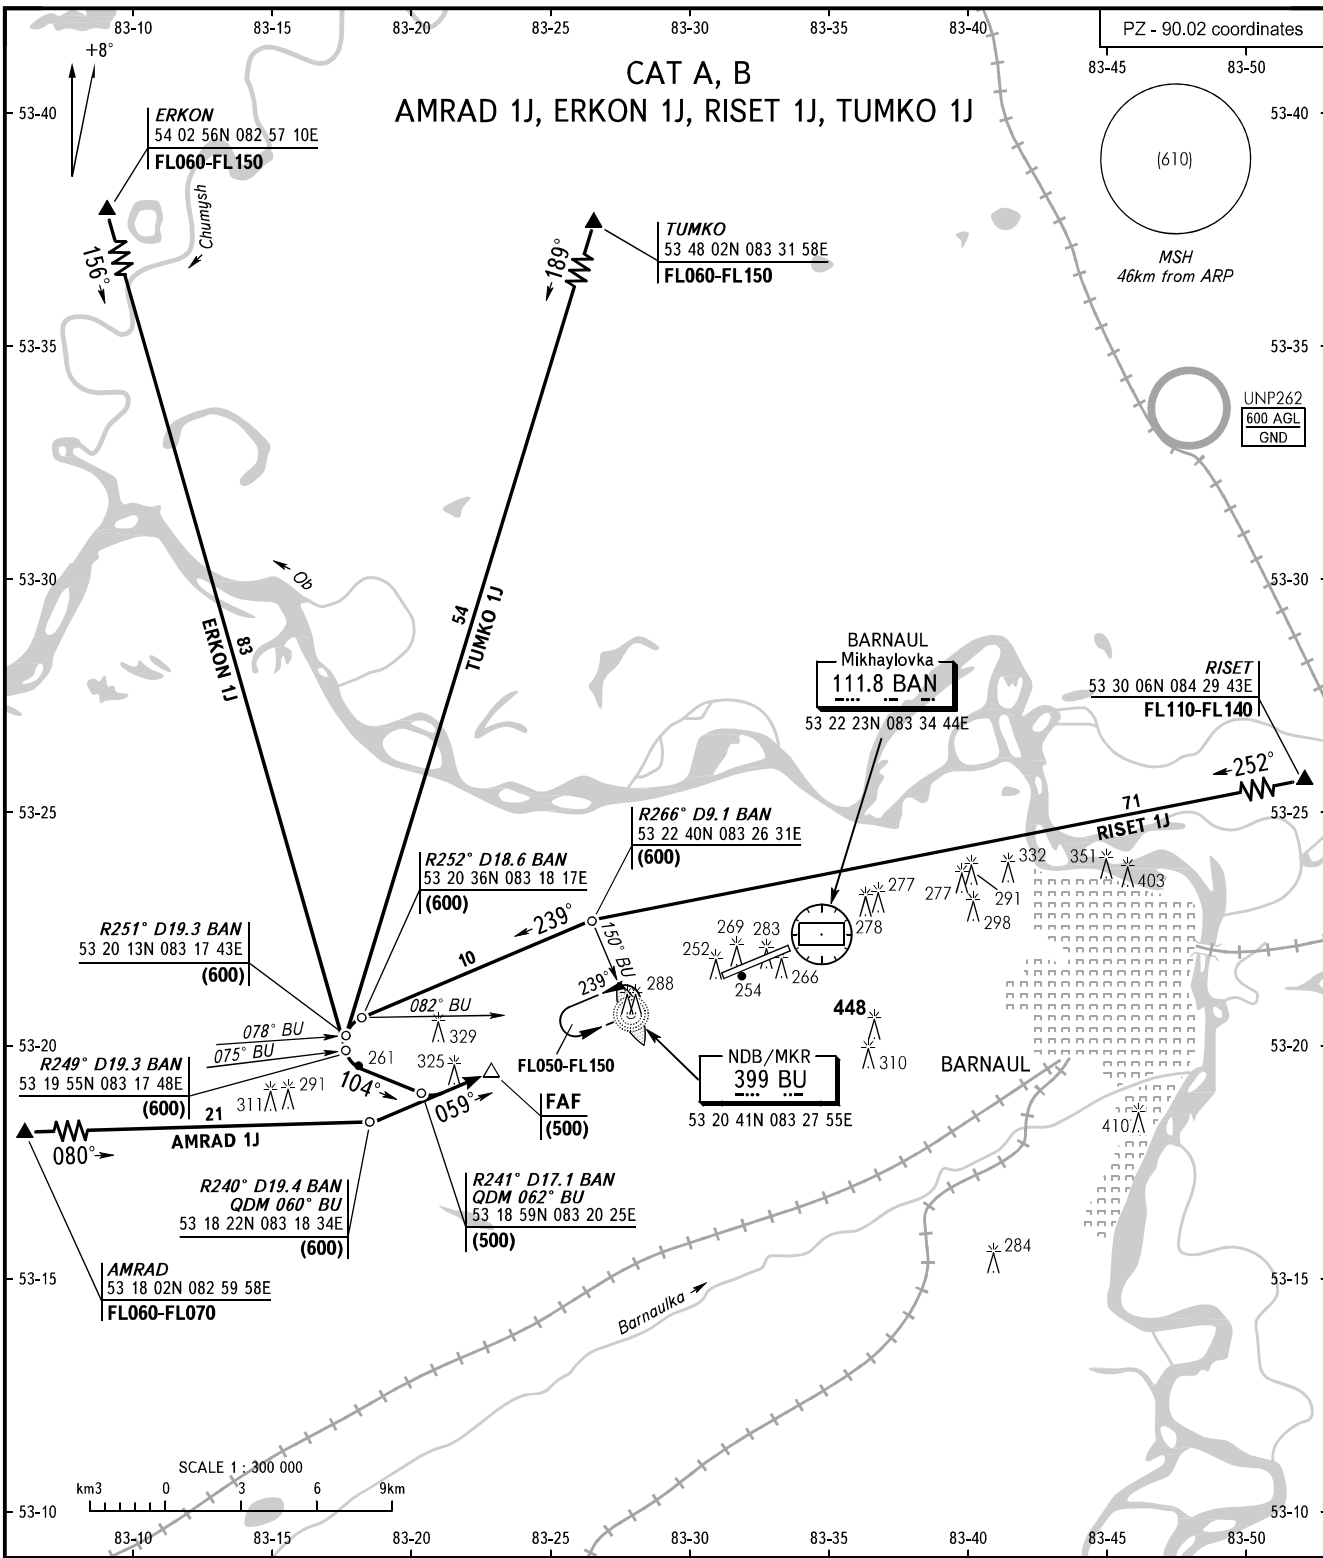 83-10
83-15
83-20
83-25
83-30
83-35
83-40
PZ - 90.02 coordinates
83-45
83-50
+8°
CAT A, B
AMRAD 1J, ERKON 1J, RISET 1J, TUMKO 1J
53-40
53-40
ERKON
54 02 56N 082 57 10E
FL060-FL150
(610)
MSH
46km from ARP
Chumysh
156°
TUMKO
53 48 02N 083 31 58E
FL060-FL150
189°
53-35
53-35
UNP262
600 AGL
GND
53-30
53-30
Ob
ERKON 1J
83
54
TUMKO 1J
BARNAUL
Mikhaylovka
111.8 BAN
53 22 23N 083 34 44E
RISET
53 30 06N 084 29 43E
FL110-FL140
252°
71
RISET 1J
53-25
53-25
R266° D9.1 BAN
53 22 40N 083 26 31E
(600)
R252° D18.6 BAN
53 20 36N 083 18 17E
(600)
R251° D19.3 BAN
53 20 13N 083 17 43E
(600)
239°
10
150° BU
239°
332
351
403
277
277
291
298
278
269
283
252
266
254
288
448
310
082° BU
078° BU
075° BU
329
325
261
FL050-FL150
53-20
53-20
R249° D19.3 BAN
53 19 55N 083 17 48E
(600)
NDB/MKR
399 BU
53 20 41N 083 27 55E
BARNAUL
104°
059°
FAF
(500)
291
311
21
AMRAD 1J
080°
410
R240° D19.4 BAN
QDM 060° BU
53 18 22N 083 18 34E
(600)
R241° D17.1 BAN
QDM 062° BU
53 18 59N 083 20 25E
(500)
284
53-15
53-15
AMRAD
53 18 02N 082 59 58E
FL060-FL070
Barnaulka
SCALE 1 : 300 000
km3
0
3
6
9km
53-10
53-10
83-10
83-15
83-20
83-25
83-30
83-35
83-40
83-45
83-50